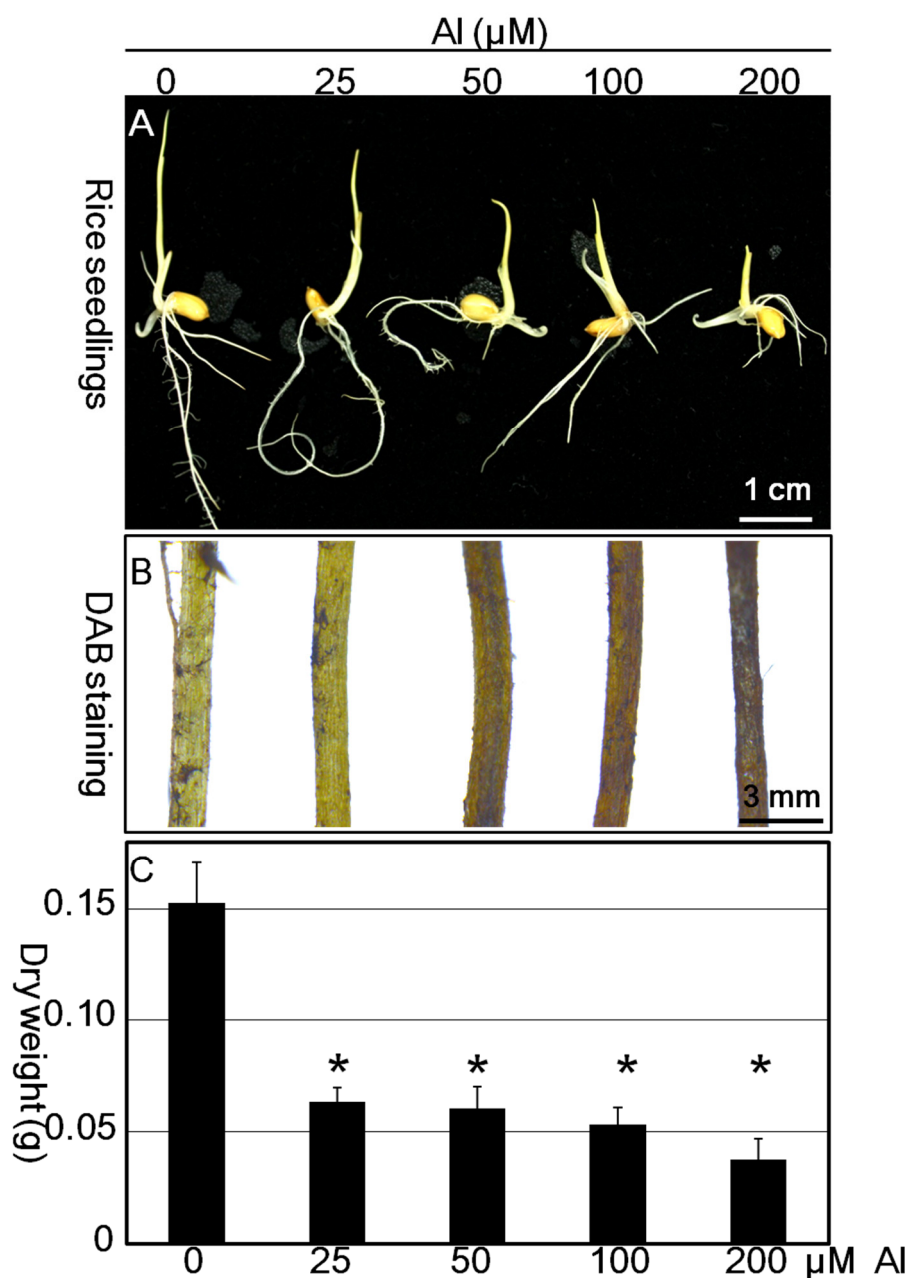 Al (µM)
0 25 50 100 200
A
Rice seedlings
1 cm
B
DAB staining
3 mm
C
Dry weight (g)
0.15
0.10
0.05
0
* * * *
0 25 50 100 200 µM Al